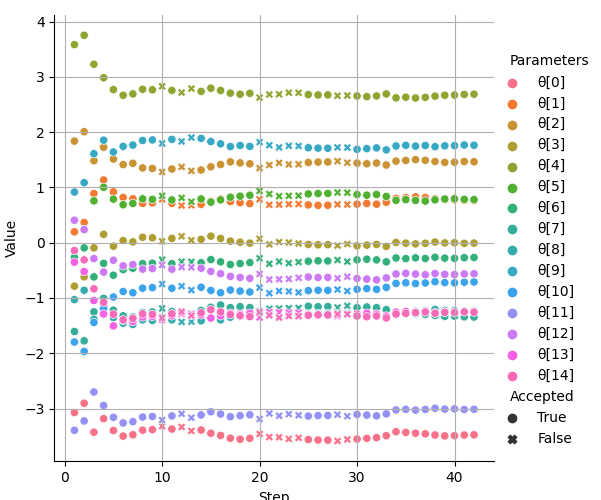 4
3
2
1
0
−1
−2
−3
Value
0
10
20
30
40
Step
Parameters
θ[0]
θ[1]
θ[2]
θ[3]
θ[4]
θ[5]
θ[6]
θ[7]
θ[8]
θ[9]
θ[10]
θ[11]
θ[12]
θ[13]
θ[14]
Accepted
True
False